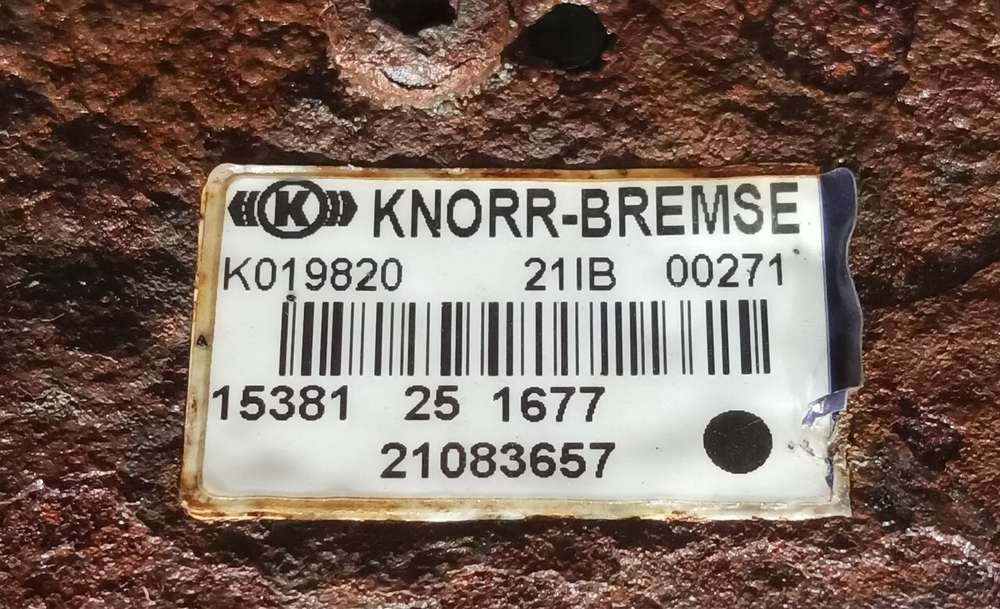 K KNORR-BREMSE
K019820 21IB 00271
15381 25 1677
21083657